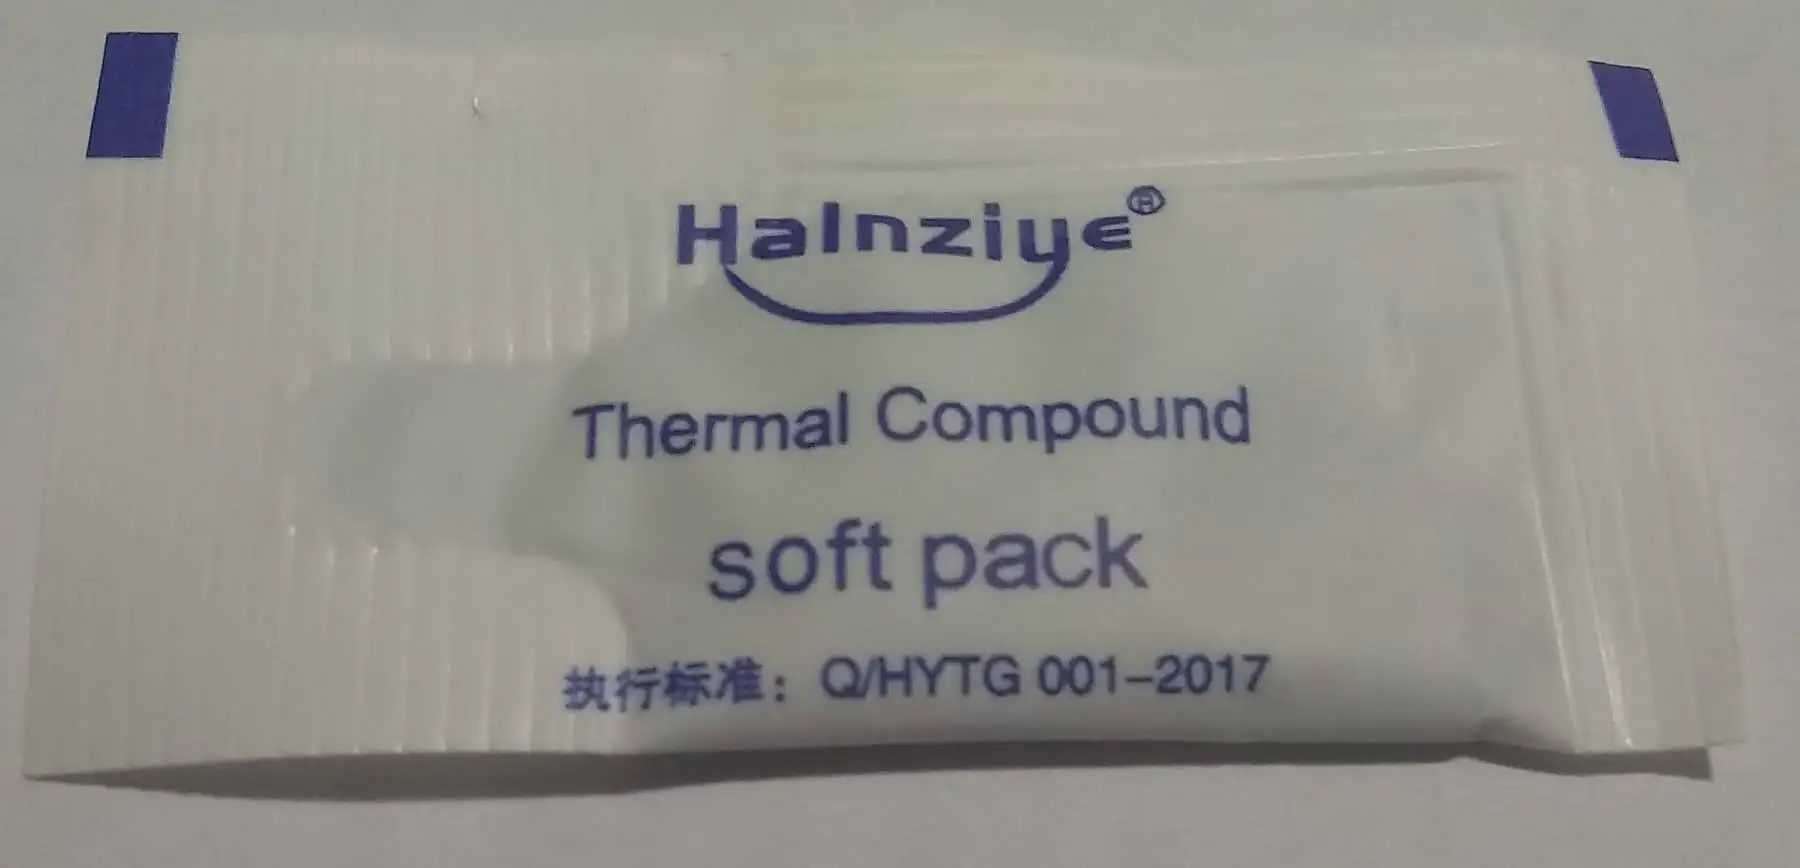 Halnziye®
Thermal Compound
soft pack
执行标准：Q/HYTG 001-2017